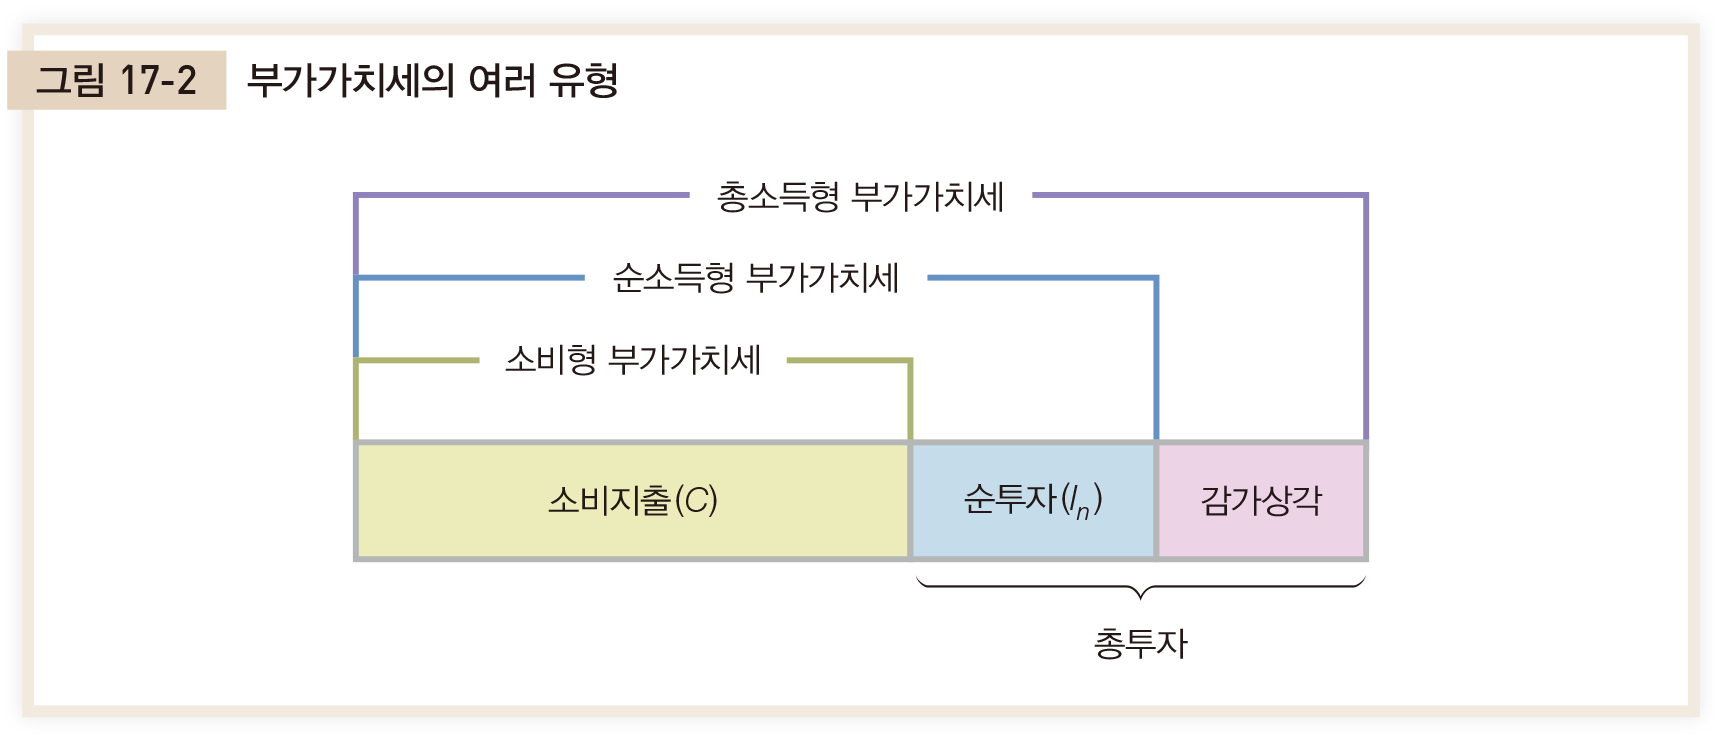 그림 17-2 부가가치세의 여러 유형
총소득형 부가가치세
순소득형 부가가치세
소비형 부가가치세
소비지출(C) 순투자(Iₙ) 감가상각
총투자